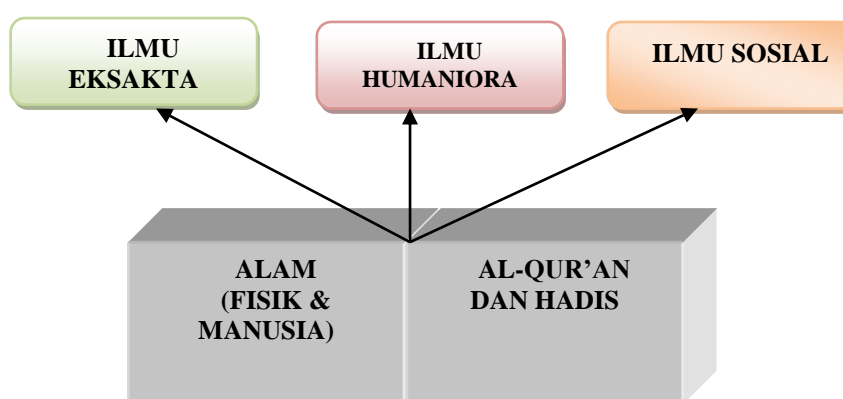 ILMU
EKSAKTA
ILMU
HUMANIORA
ILMU SOSIAL
ALAM
(FISIK &
MANUSIA)
AL-QUR’AN
DAN HADIS